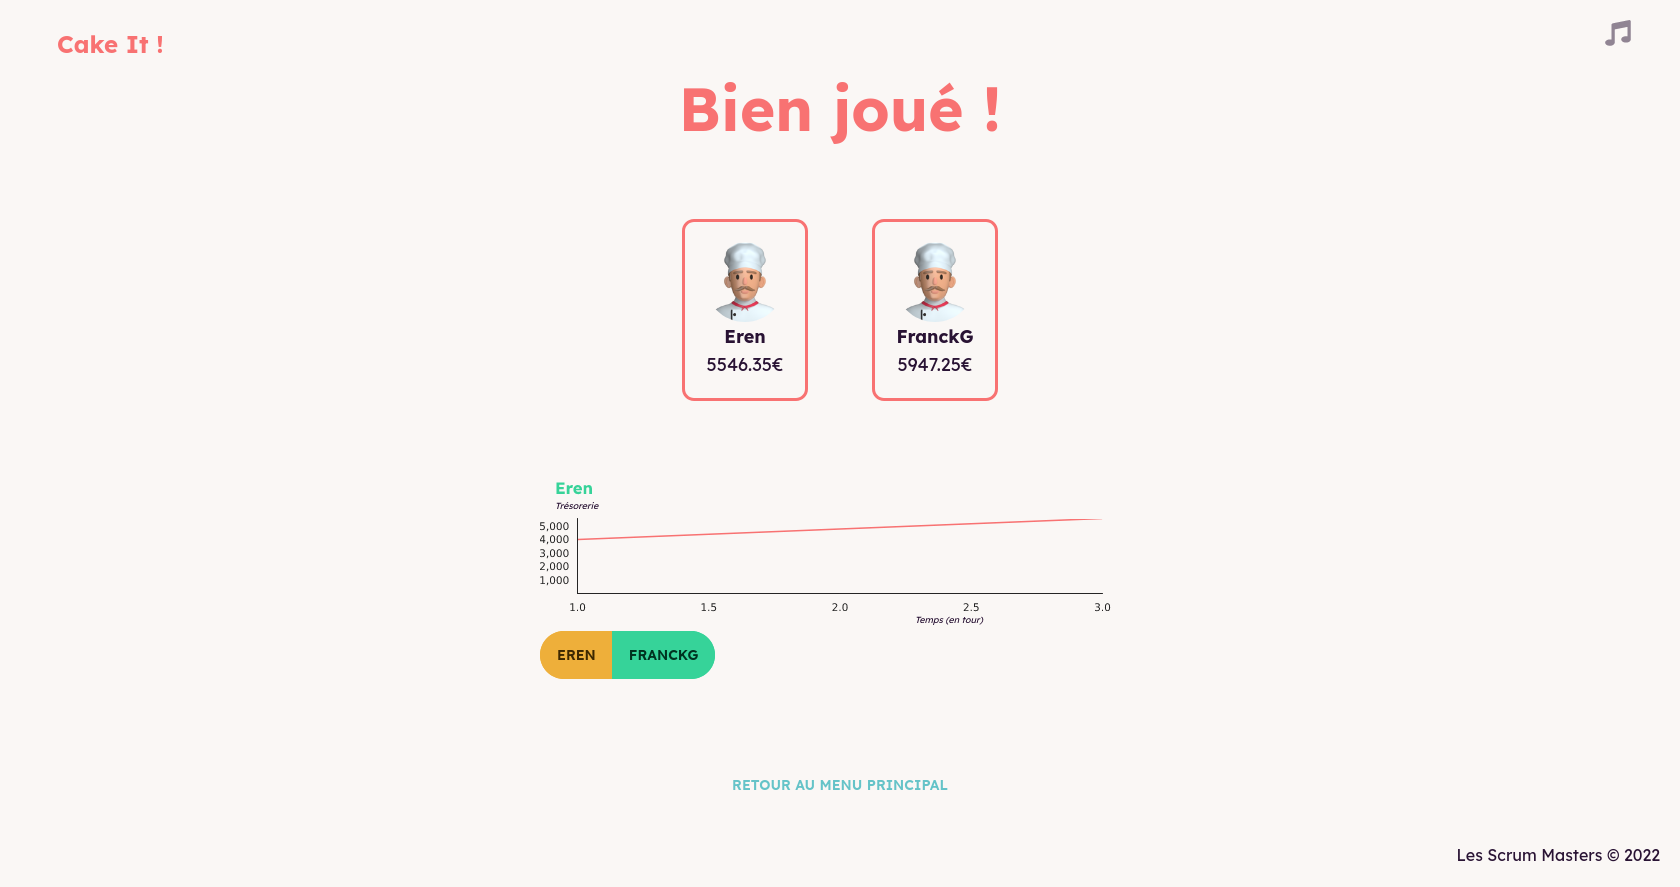 Cake It !
Bien joué !
Eren
5546.35€
FranckG
5947.25€
Eren
Trésorerie
5,000
4,000
3,000
2,000
1,000
1.0 1.5 2.0 2.5 3.0
Temps (en tour)
EREN FRANCKG
RETOUR AU MENU PRINCIPAL
Les Scrum Masters © 2022